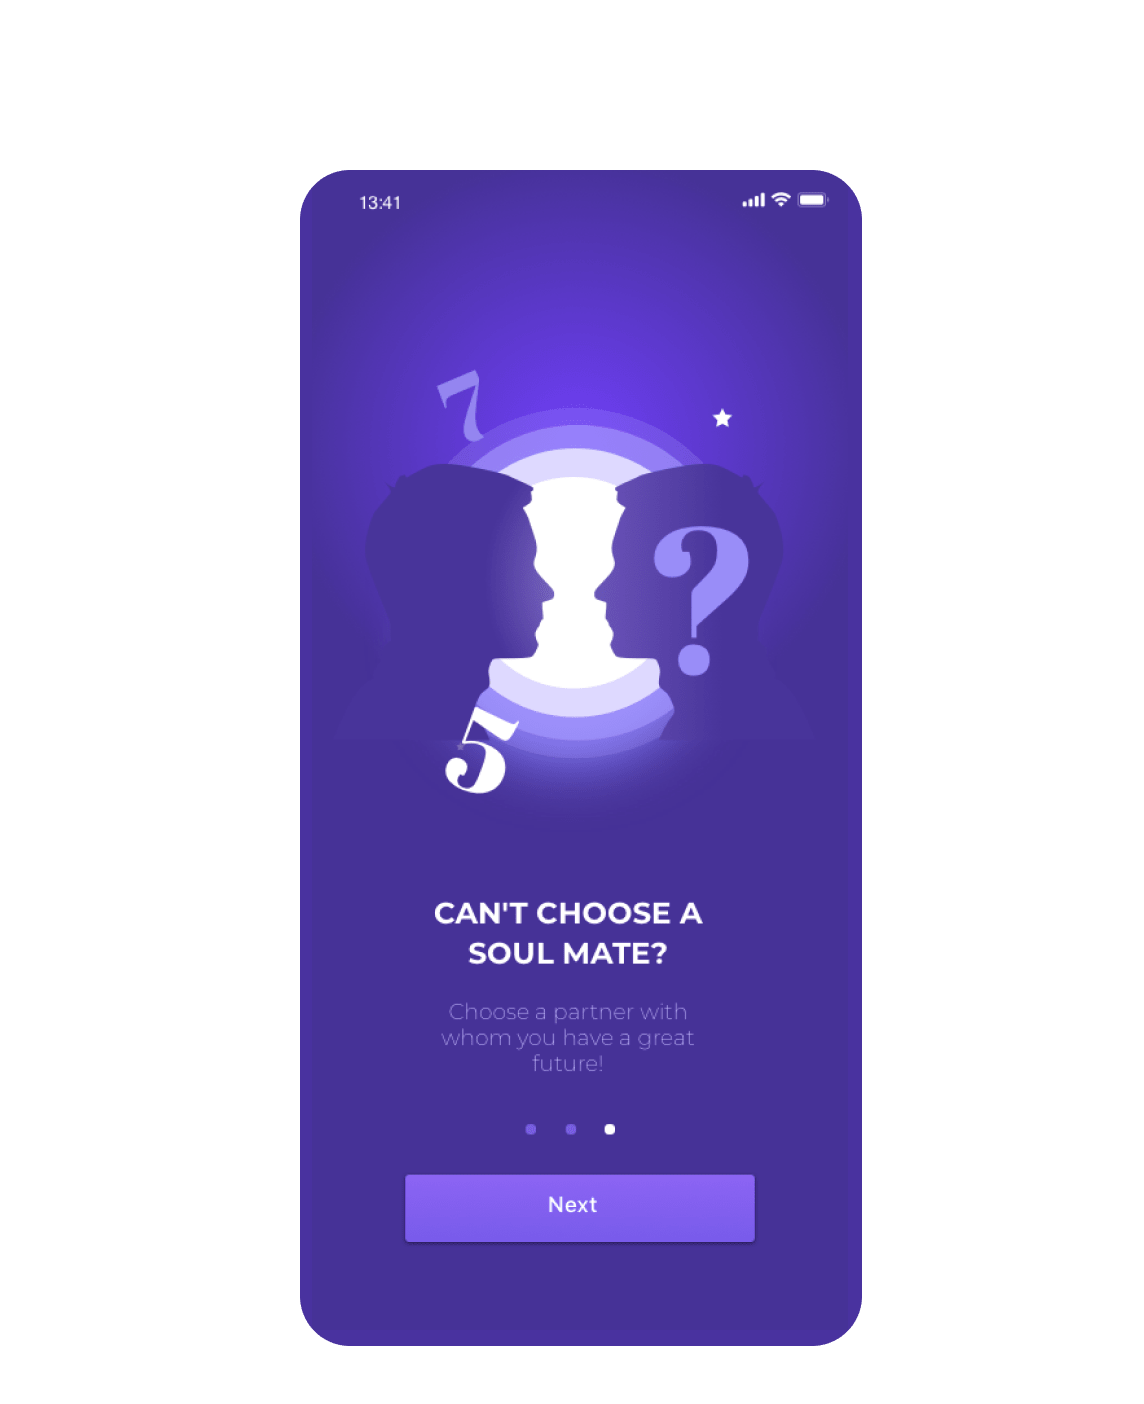 13:41
7
?
5
CAN'T CHOOSE A
SOUL MATE?
Choose a partner with
whom you have a great
future!
Next